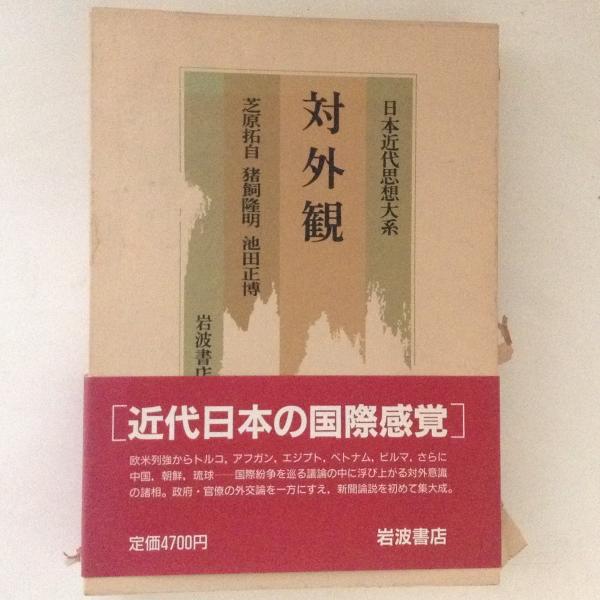 日本近代思想大系
対外観
芝原拓自 猪飼隆明 池田正博
岩波書店
［近代日本の国際感覚］
欧米列強からトルコ，アフガン，エジプト，ベトナム，ビルマ，さらに
中国，朝鮮，琉球──国際紛争を巡る議論の中に浮び上がる対外意識
の諸相。政府・官僚の外交論を一方にすえ，新聞論説を初めて集大成。
定価4700円
岩波書店